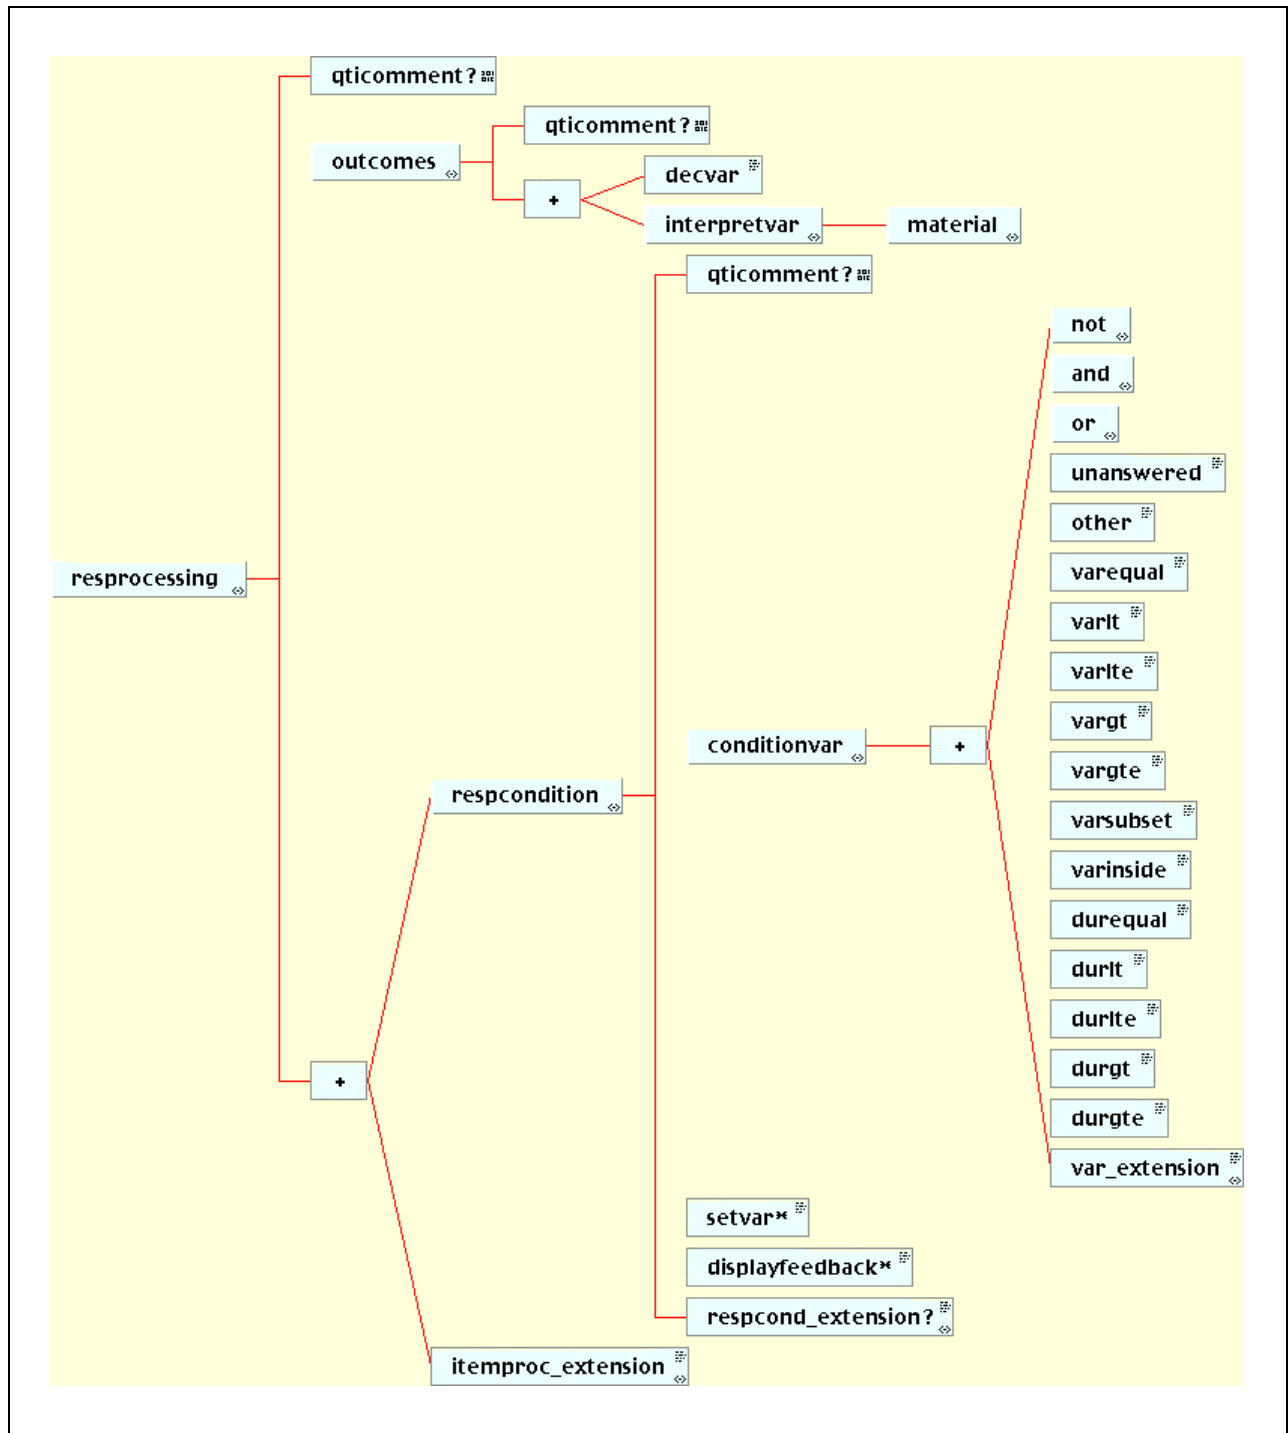 qticomment?
qticomment?
outcomes
decvar
+
interpretvar
material
qticomment?
not
and
or
unanswered
other
varequal
varlt
resprocessing
varlte
vargt
conditionvar
+
vargte
respcondition
varsubset
varinside
durequal
durlt
durlte
+
durgt
durgte
var_extension
setvar*
displayfeedback*
respcond_extension?
itemproc_extension